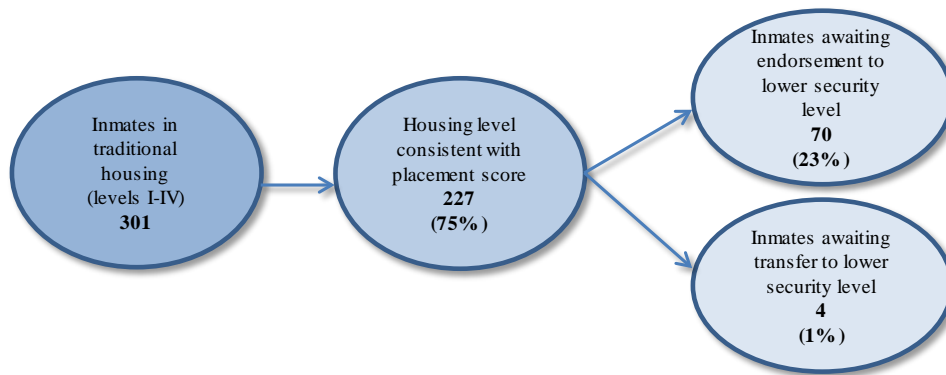 Inmates in
traditional
housing
(levels I-IV)
301
Housing level
consistent with
placement score
227
(75%)
Inmates awaiting
endorsement to
lower security
level
70
(23%)
Inmates awaiting
transfer to lower
security level
4
(1%)